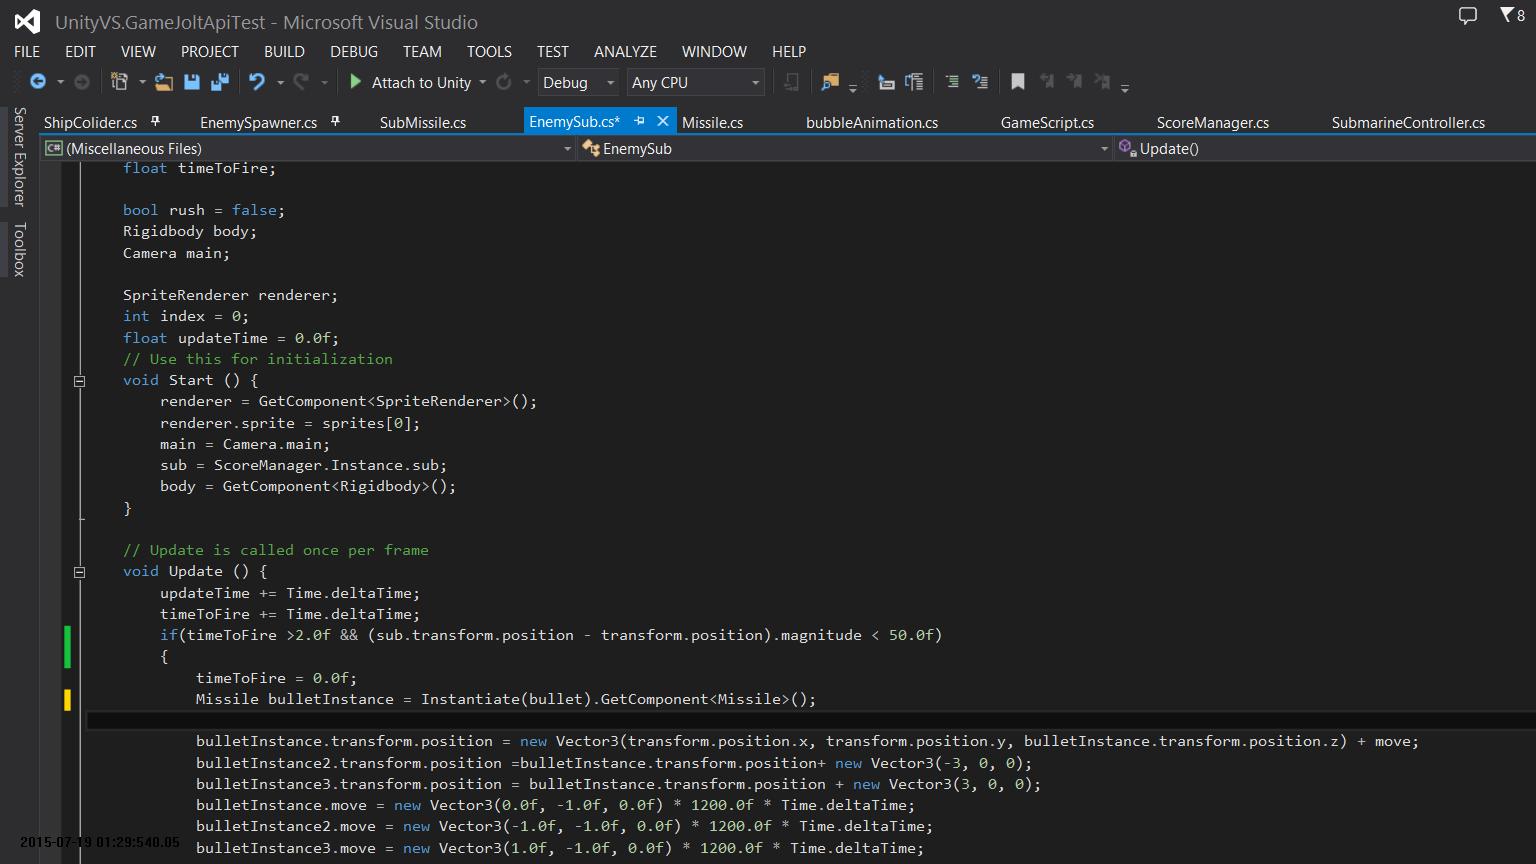 UnityVS.GameJoltApiTest - Microsoft Visual Studio
8
FILE EDIT VIEW PROJECT BUILD DEBUG TEAM TOOLS TEST ANALYZE WINDOW HELP
Attach to Unity Debug Any CPU
Server Explorer
Toolbox
ShipColider.cs EnemySpawner.cs SubMissile.cs EnemySub.cs* Missile.cs bubbleAnimation.cs GameScript.cs ScoreManager.cs SubmarineController.cs
C# (Miscellaneous Files) EnemySub Update()
float timeToFire;
bool rush = false;
Rigidbody body;
Camera main;
SpriteRenderer renderer;
int index = 0;
float updateTime = 0.0f;
// Use this for initialization
void Start () {
renderer = GetComponent<SpriteRenderer>();
renderer.sprite = sprites[0];
main = Camera.main;
sub = ScoreManager.Instance.sub;
body = GetComponent<Rigidbody>();
}
// Update is called once per frame
void Update () {
updateTime += Time.deltaTime;
timeToFire += Time.deltaTime;
if(timeToFire >2.0f && (sub.transform.position - transform.position).magnitude < 50.0f)
{
timeToFire = 0.0f;
Missile bulletInstance = Instantiate(bullet).GetComponent<Missile>();
bulletInstance.transform.position = new Vector3(transform.position.x, transform.position.y, bulletInstance.transform.position.z) + move;
bulletInstance2.transform.position =bulletInstance.transform.position+ new Vector3(-3, 0, 0);
bulletInstance3.transform.position = bulletInstance.transform.position + new Vector3(3, 0, 0);
bulletInstance.move = new Vector3(0.0f, -1.0f, 0.0f) * 1200.0f * Time.deltaTime;
bulletInstance2.move = new Vector3(-1.0f, -1.0f, 0.0f) * 1200.0f * Time.deltaTime;
bulletInstance3.move = new Vector3(1.0f, -1.0f, 0.0f) * 1200.0f * Time.deltaTime;
2015-07-19 01:29:540.05